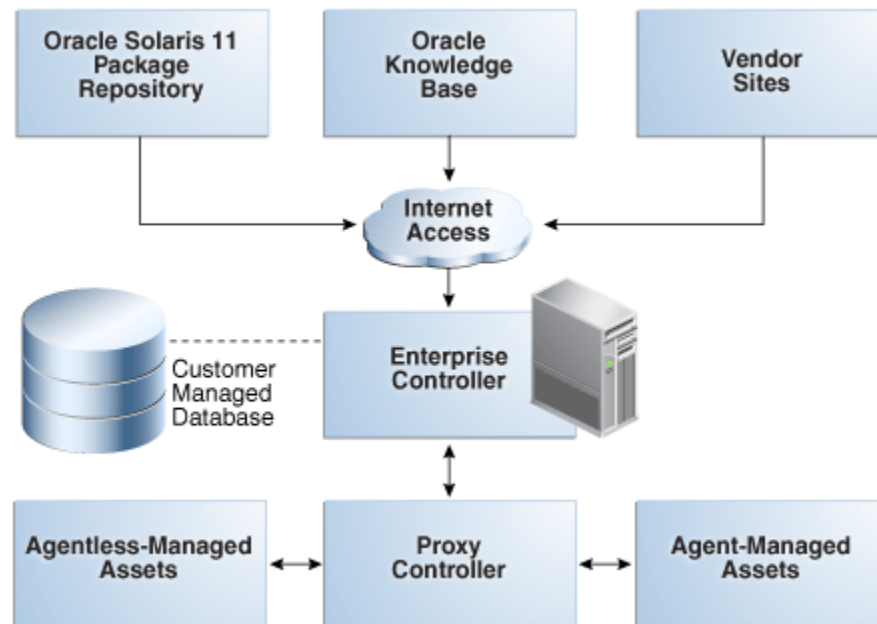 Oracle Solaris 11
Package
Repository
Oracle
Knowledge
Base
Vendor
Sites
Internet
Access
Customer
Managed
Database
Enterprise
Controller
Agentless-Managed
Assets
Proxy
Controller
Agent-Managed
Assets